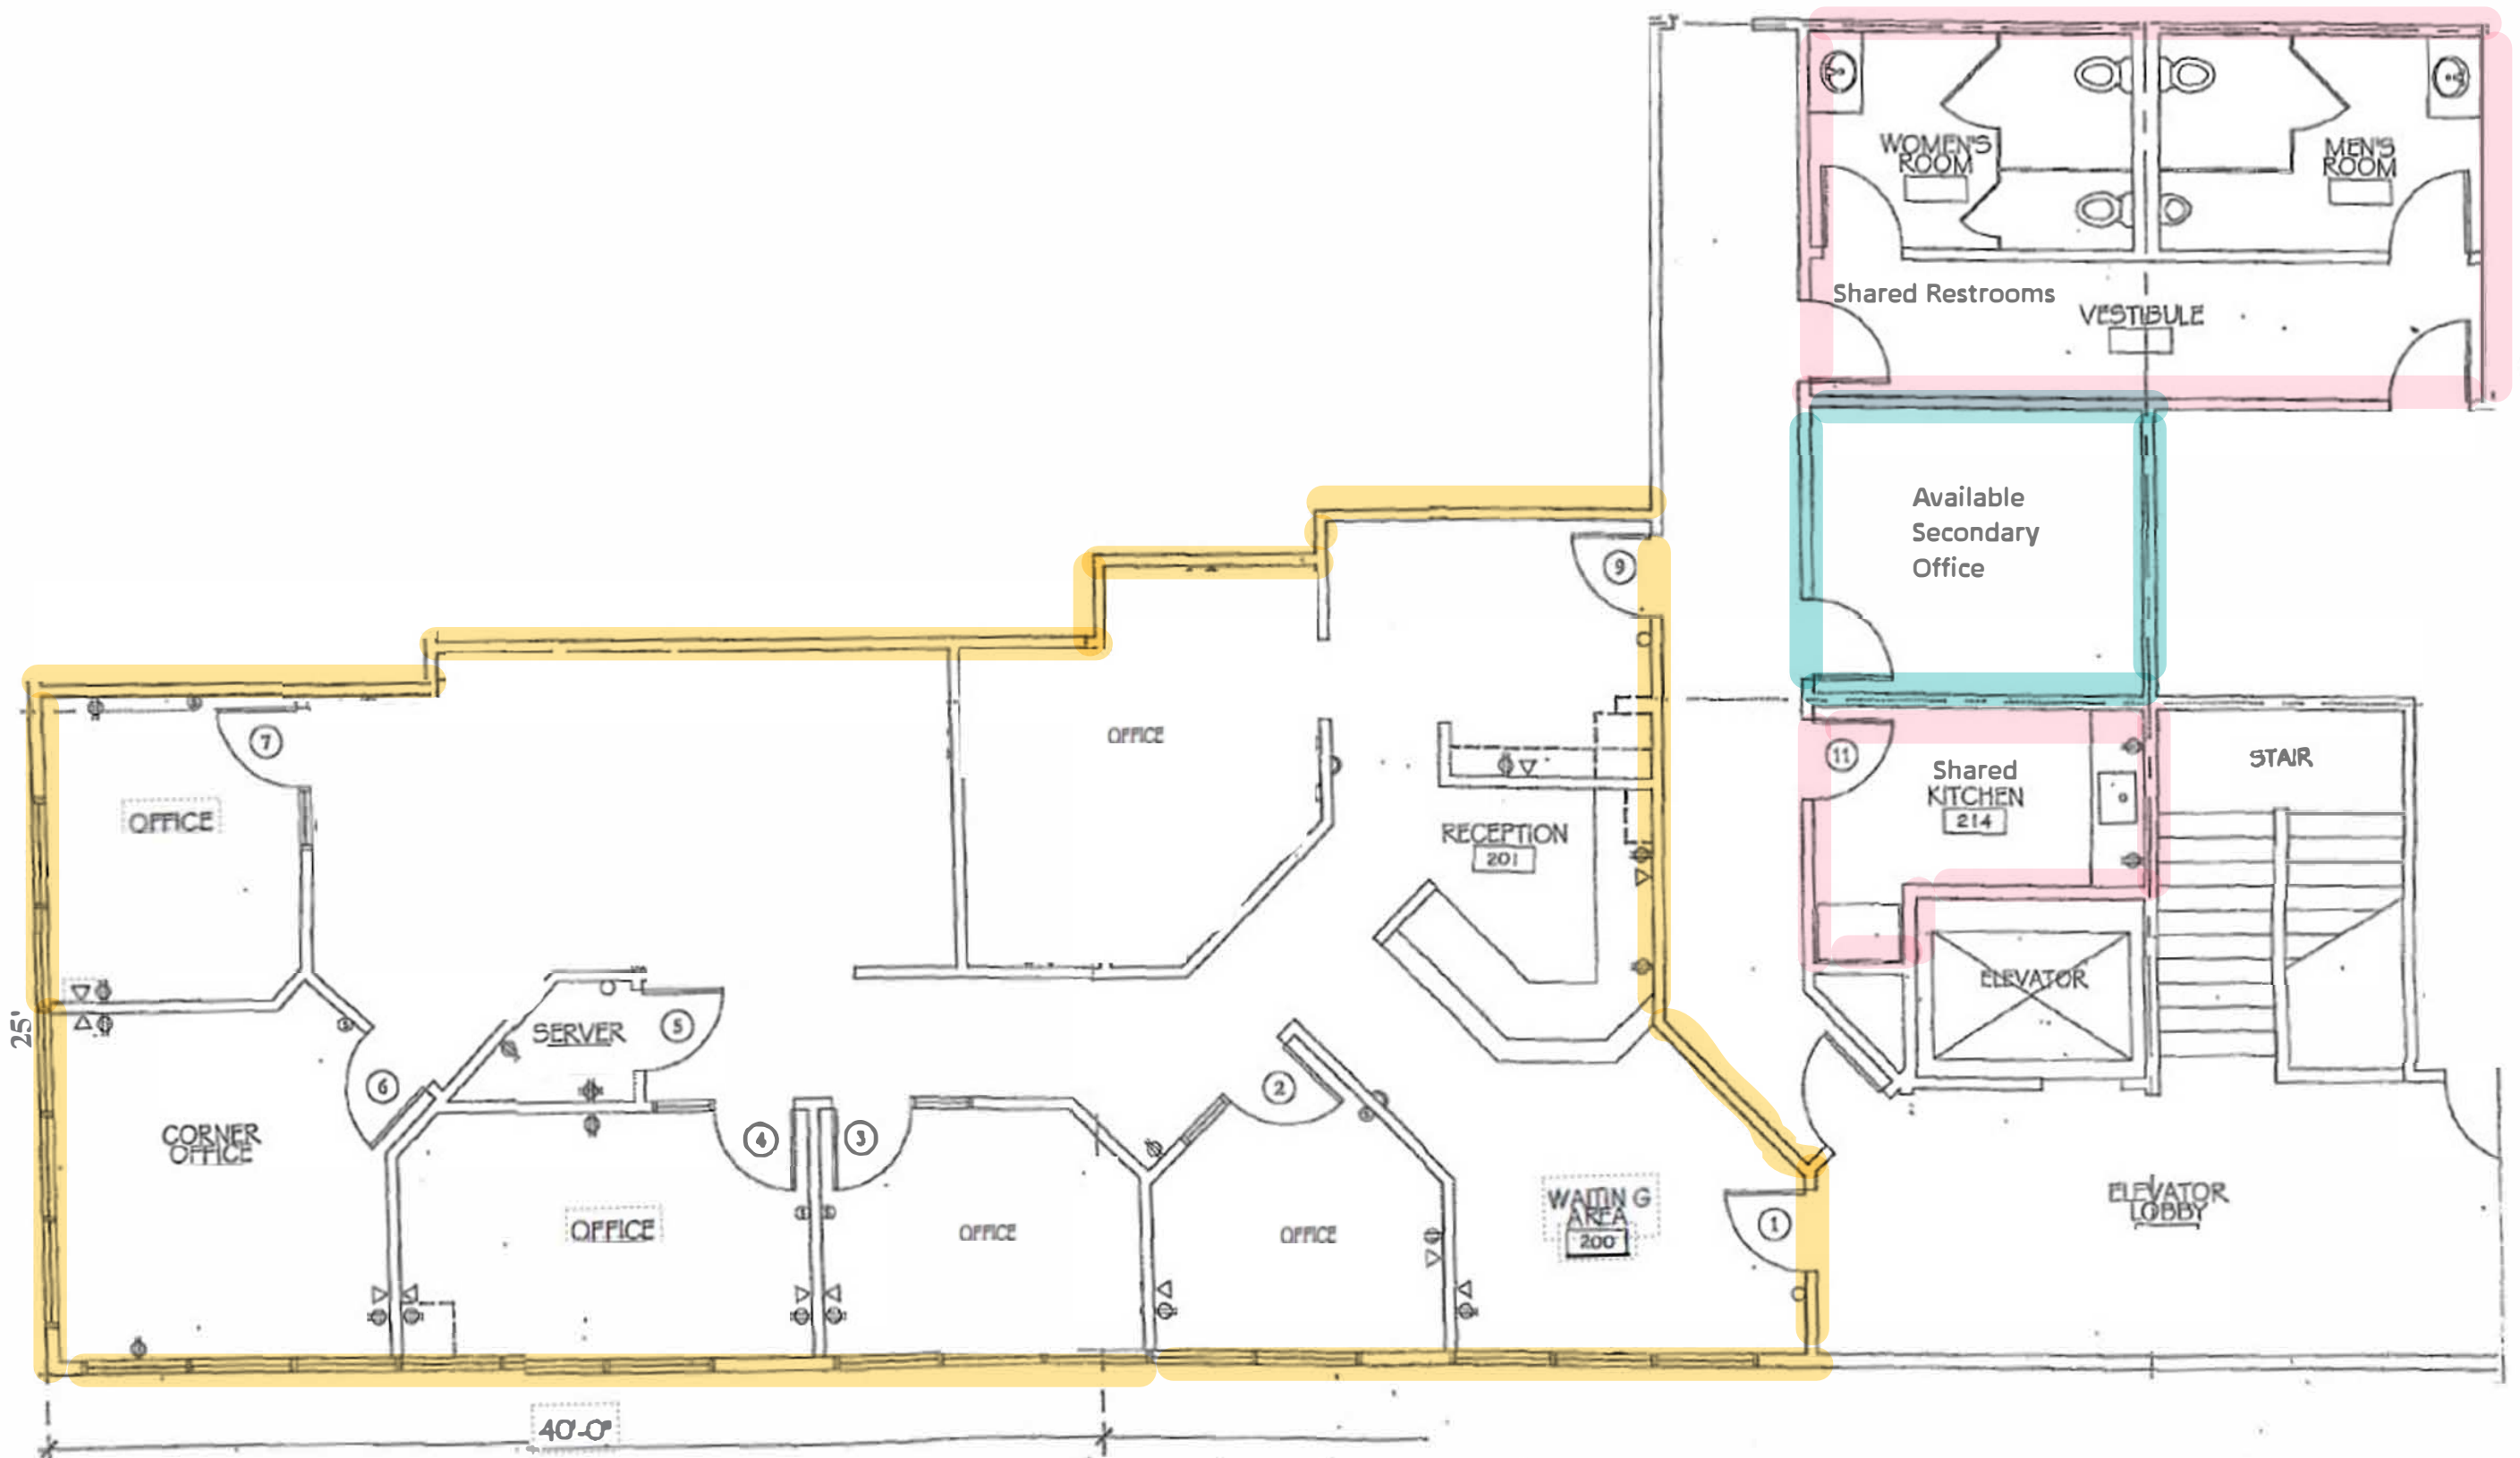 WOMEN'S
ROOM
MEN'S
ROOM
Shared Restrooms
VESTIBULE
Available
Secondary
Office
9
7
OFFICE
OFFICE
11
Shared
KITCHEN
214
STAIR
RECEPTION
201
ELEVATOR
25'
SERVER
5
6
2
4
3
CORNER
OFFICE
OFFICE
OFFICE
OFFICE
WAITING
AREA
200
1
ELEVATOR
LOBBY
40'-0"